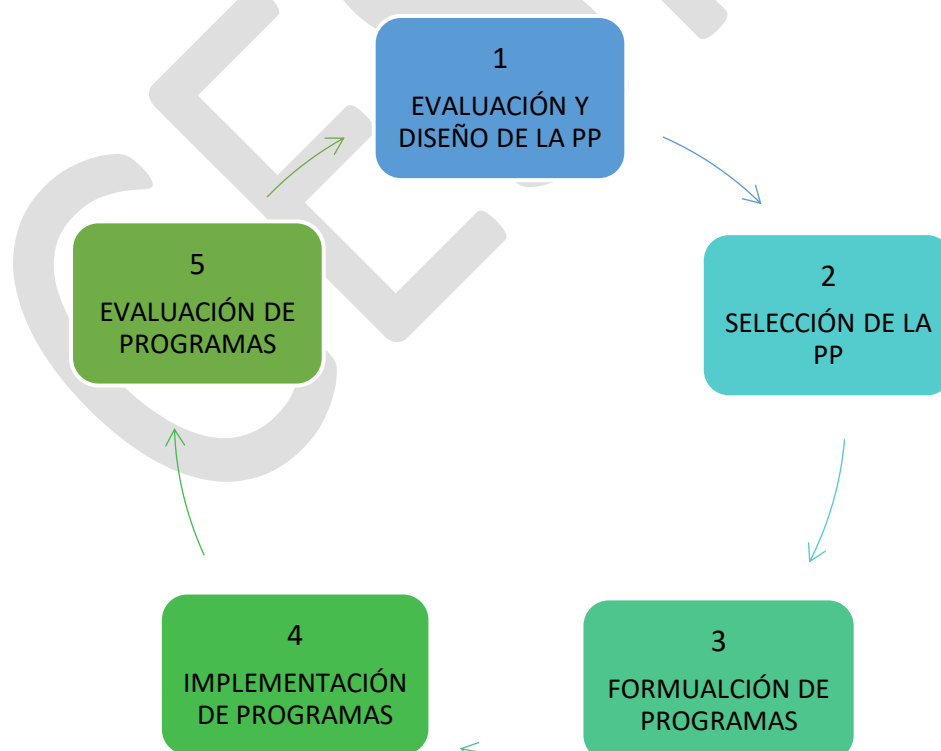 1
EVALUACIÓN Y
DISEÑO DE LA PP
2
SELECCIÓN DE LA
PP
3
FORMUALCIÓN DE
PROGRAMAS
4
IMPLEMENTACIÓN
DE PROGRAMAS
5
EVALUACIÓN DE
PROGRAMAS